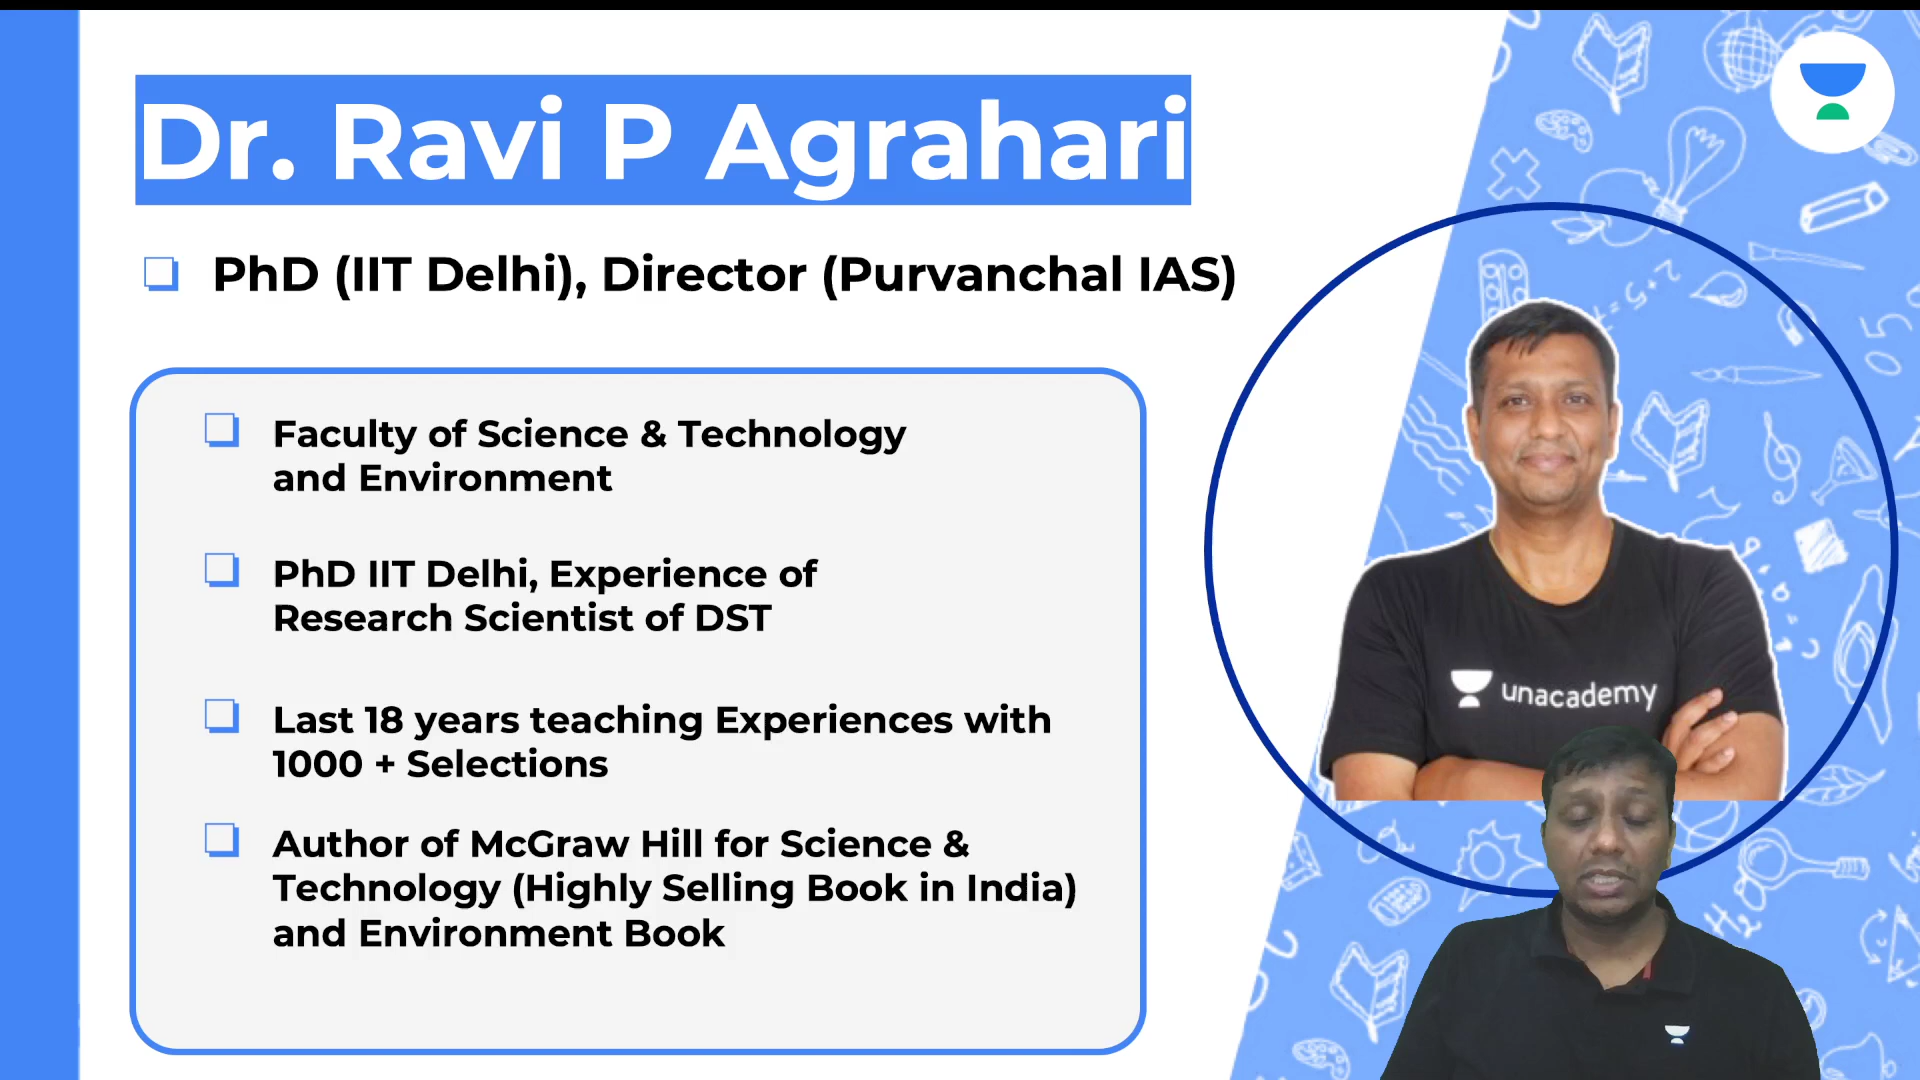 Dr. Ravi P Agrahari
PhD (IIT Delhi), Director (Purvanchal IAS)
Faculty of Science & Technology
and Environment
PhD IIT Delhi, Experience of
Research Scientist of DST
Last 18 years teaching Experiences with
1000 + Selections
Author of McGraw Hill for Science &
Technology (Highly Selling Book in India)
and Environment Book
unacademy
H₂O